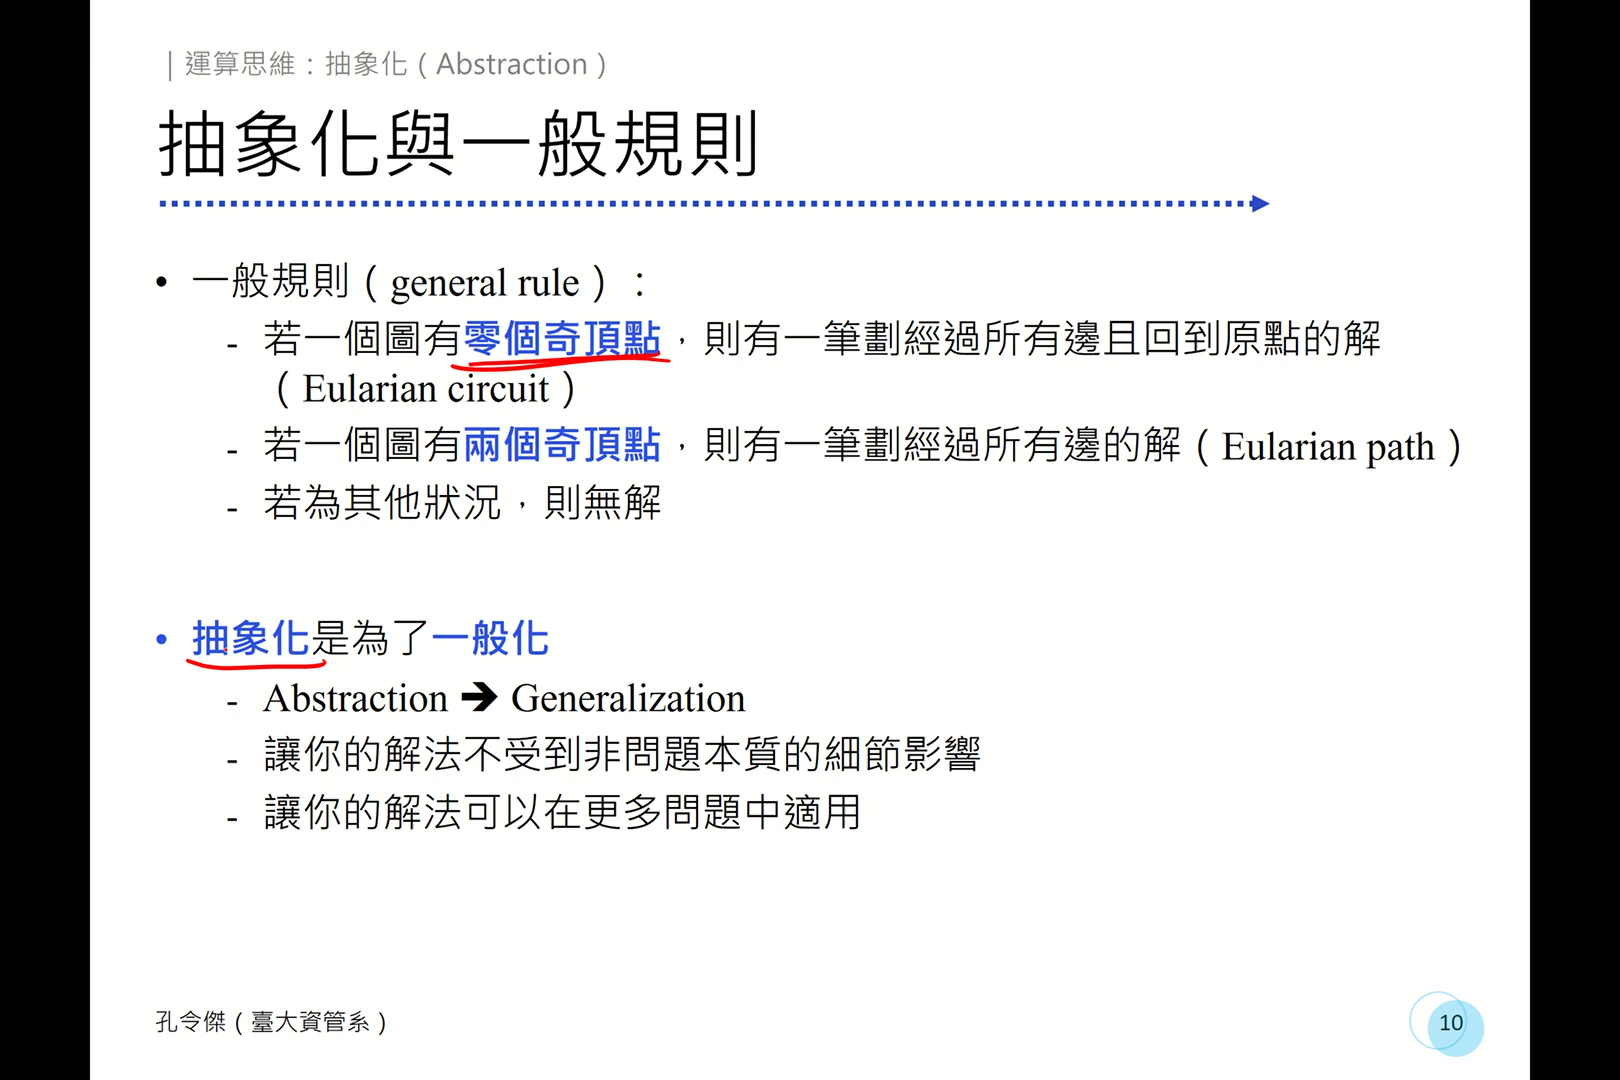 ｜運算思維：抽象化（Abstraction）
抽象化與一般規則
• 一般規則（general rule）：
- 若一個圖有零個奇頂點，則有一筆劃經過所有邊且回到原點的解
（Eularian circuit）
- 若一個圖有兩個奇頂點，則有一筆劃經過所有邊的解（Eularian path）
- 若為其他狀況，則無解
• 抽象化是為了一般化
- Abstraction ➔ Generalization
- 讓你的解法不受到非問題本質的細節影響
- 讓你的解法可以在更多問題中適用
孔令傑（臺大資管系）
10